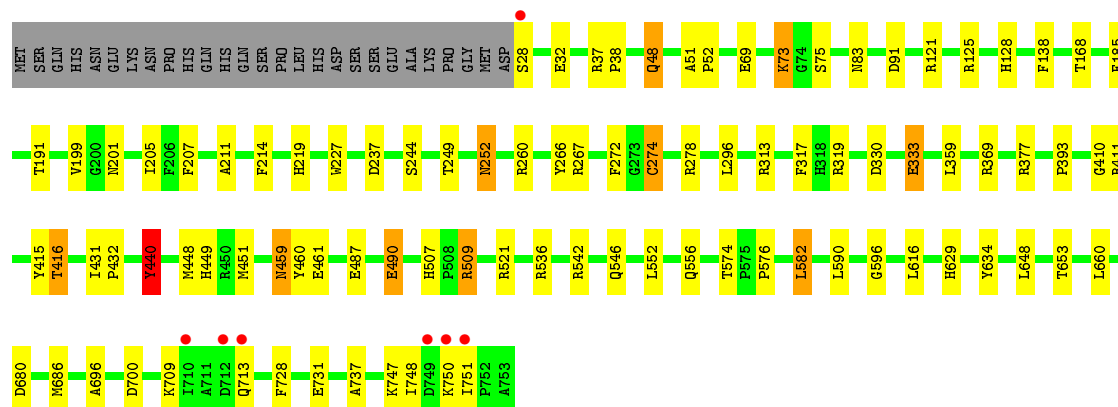 MET SER GLN HIS ASN GLU LYS ASN PRO HIS GLN HIS GLN SER PRO LEU HIS ASP SER SER GLU ALA LYS PRO GLY MET ASP S28 E32 R37 P38 Q48 A51 P52 E69 K73 G74 S75 N83 D91 R121 R125 H128 F138 T168 E185
T191 V199 G200 N201 I205 F206 F207 A211 F214 H219 W227 D237 S244 T249 N252 R260 Y266 R267 F272 G273 C274 R278 L296 R313 F317 H318 R319 D330 E333 L359 R369 R377 P393 G410 R411
Y415 T416 I431 P432 Y440 M448 H449 R450 M451 N459 Y460 E461 E487 E490 H507 P508 R509 R521 R536 R542 Q546 L552 Q556 T574 P575 P576 L582 L590 G596 L616 H629 Y634 L648 T653 L660
D680 M686 A696 D700 K709 I710 A711 D712 Q713 F728 E731 A737 K747 I748 D749 K750 I751 P752 A753